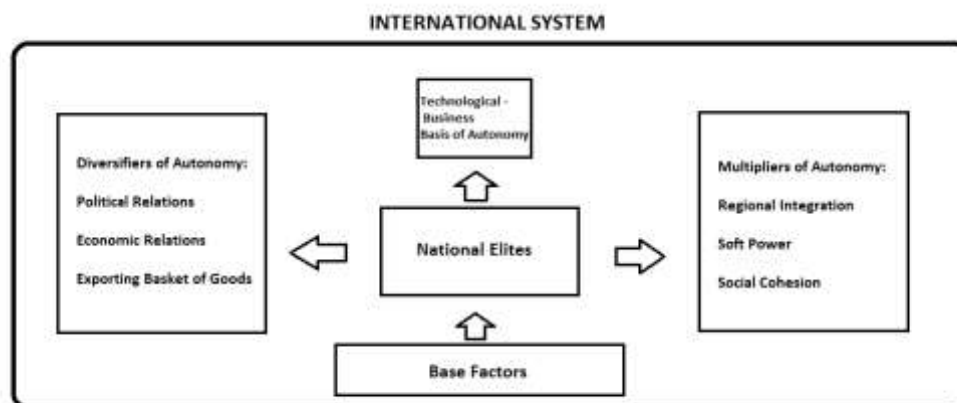 INTERNATIONAL SYSTEM
Technological -
Business
Basis of Autonomy
Diversifiers of Autonomy:
Political Relations
Economic Relations
Exporting Basket of Goods
National Elites
Multipliers of Autonomy:
Regional Integration
Soft Power
Social Cohesion
Base Factors